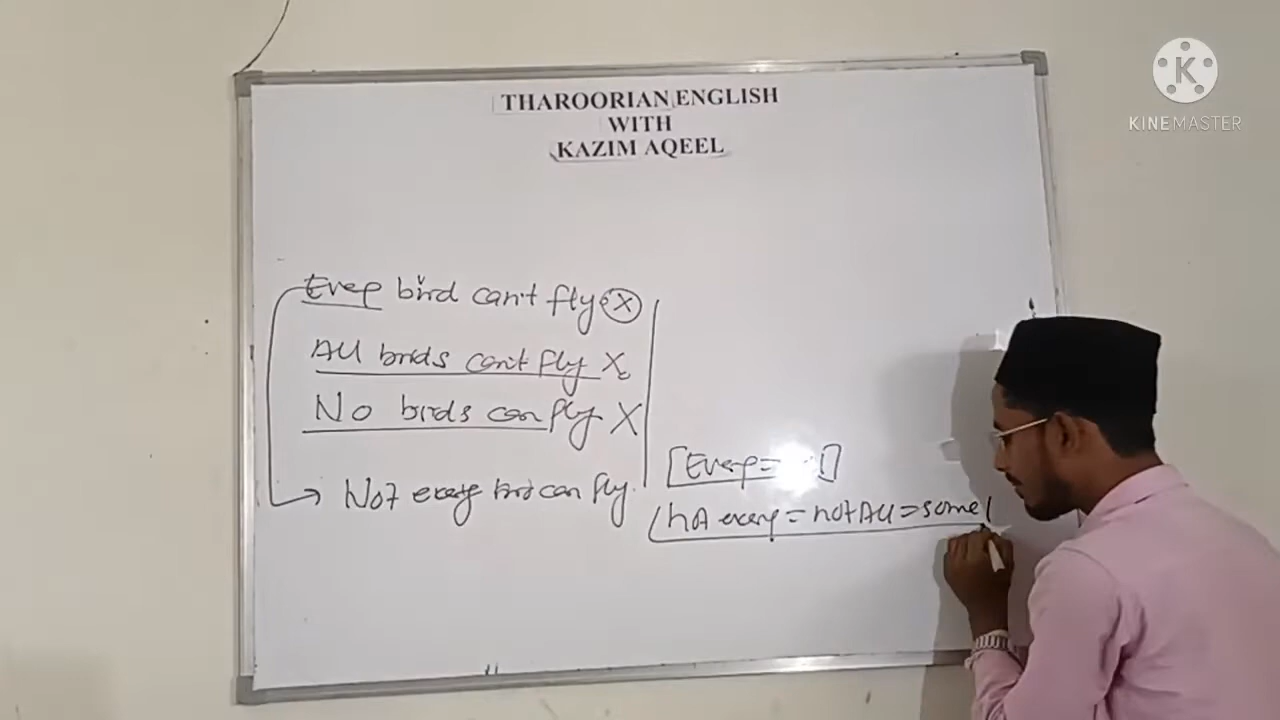 THAROORIAN ENGLISH
WITH
KAZIM AQEEL
KINEMASTER
Every bird can't fly. X
All birds can't fly X
No birds can fly X
Not every bird can fly.
[Every = ]
(not every = not All = some)